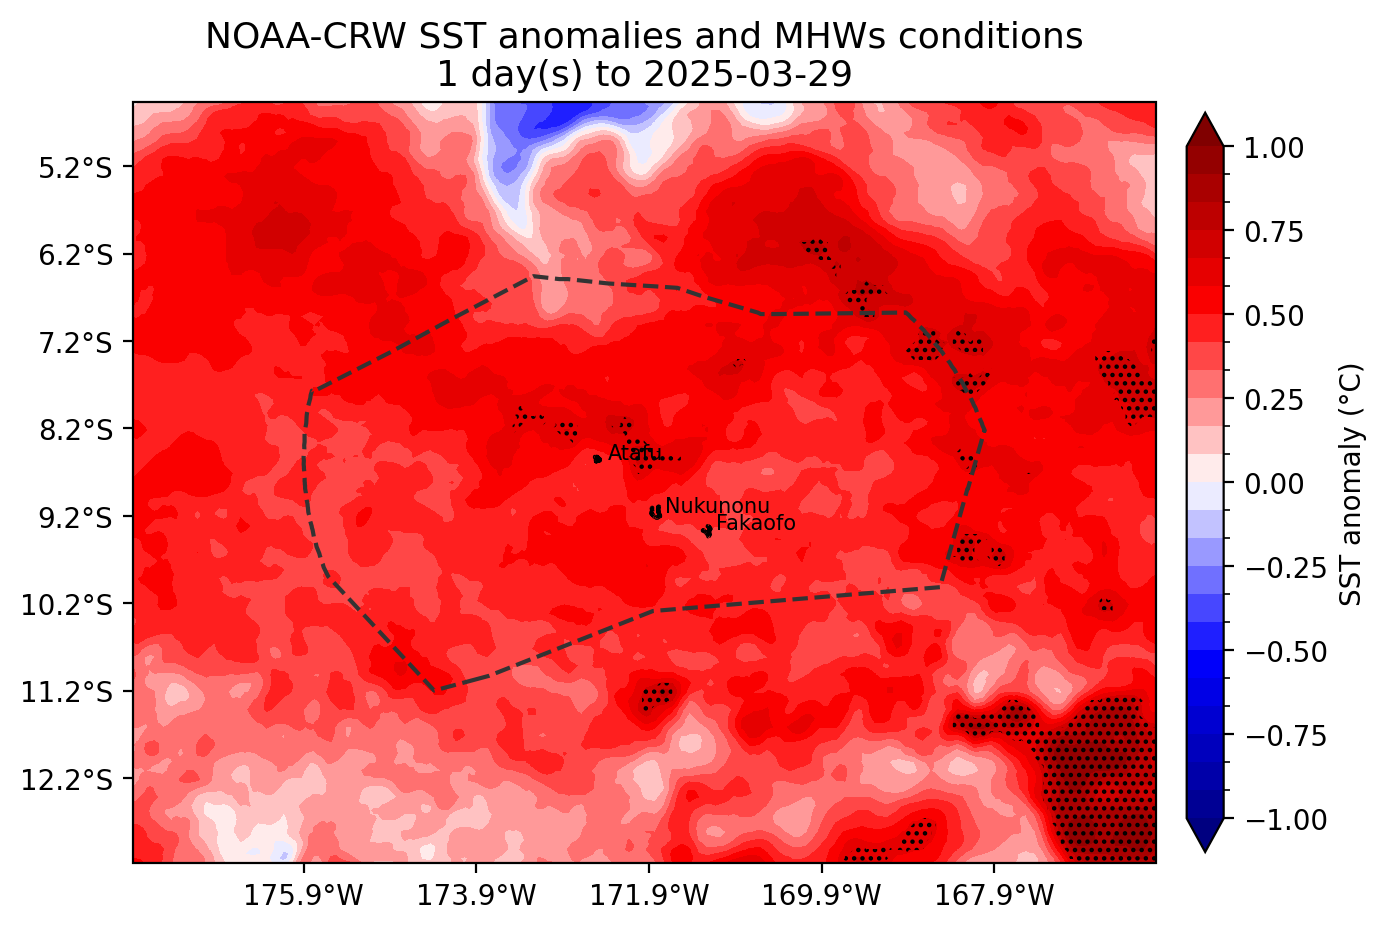 NOAA-CRW SST anomalies and MHWs conditions
1 day(s) to 2025-03-29
5.2°S
6.2°S
7.2°S
8.2°S
9.2°S
10.2°S
11.2°S
12.2°S
175.9°W
173.9°W
171.9°W
169.9°W
167.9°W
Atafu
Nukunonu
Fakaofo
1.00
0.75
0.50
0.25
0.00
−0.25
−0.50
−0.75
−1.00
SST anomaly (°C)